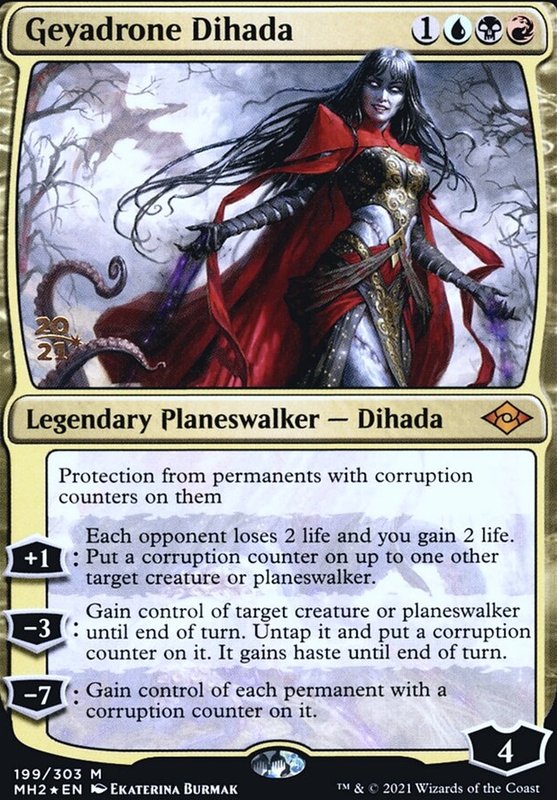 Geyadrone Dihada 1
20
21
Legendary Planeswalker — Dihada
Protection from permanents with corruption
counters on them
Each opponent loses 2 life and you gain 2 life.
+1: Put a corruption counter on up to one other
target creature or planeswalker.
Gain control of target creature or planeswalker
-3: until end of turn. Untap it and put a corruption
counter on it. It gains haste until end of turn.
-7: Gain control of each permanent with a
corruption counter on it.
4
199/303 M
MH2★EN Ekaterina Burmak
™ & © 2021 Wizards of the Coast